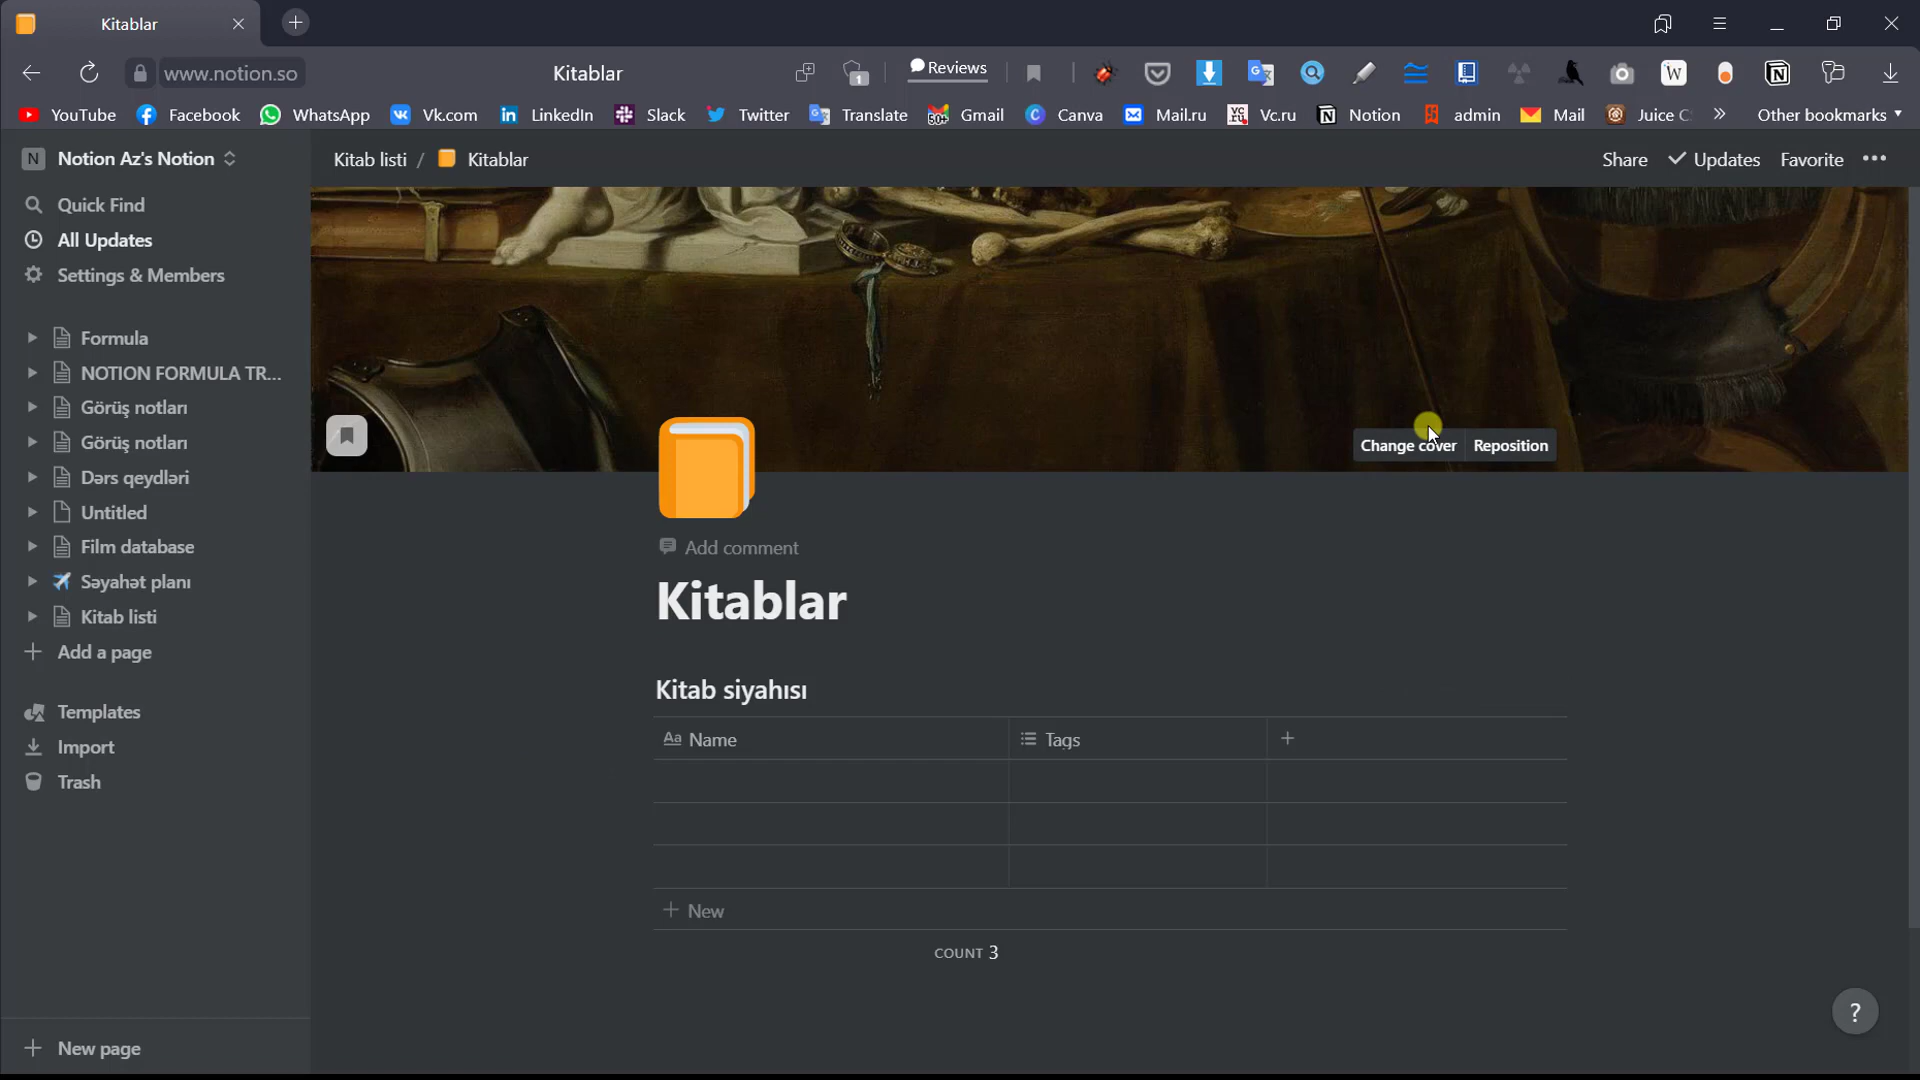 Kitablar
www.notion.so
Kitablar
1
Reviews
W
YouTube
Facebook
WhatsApp
Vk.com
LinkedIn
Slack
Twitter
Translate
50+
Gmail
Canva
Mail.ru
Vc.ru
Notion
admin
Mail
Juice C
Other bookmarks
N
Notion Az's Notion
Quick Find
All Updates
Settings & Members
Formula
NOTION FORMULA TR...
Görüş notları
Görüş notları
Dərs qeydləri
Untitled
Film database
Səyahət planı
Kitab listi
Add a page
Templates
Import
Trash
New page
Kitab listi / Kitablar
Share
Updates
Favorite
Change cover
Reposition
Add comment
Kitablar
Kitab siyahısı
Aa Name
Tags
+
+ New
COUNT 3
?